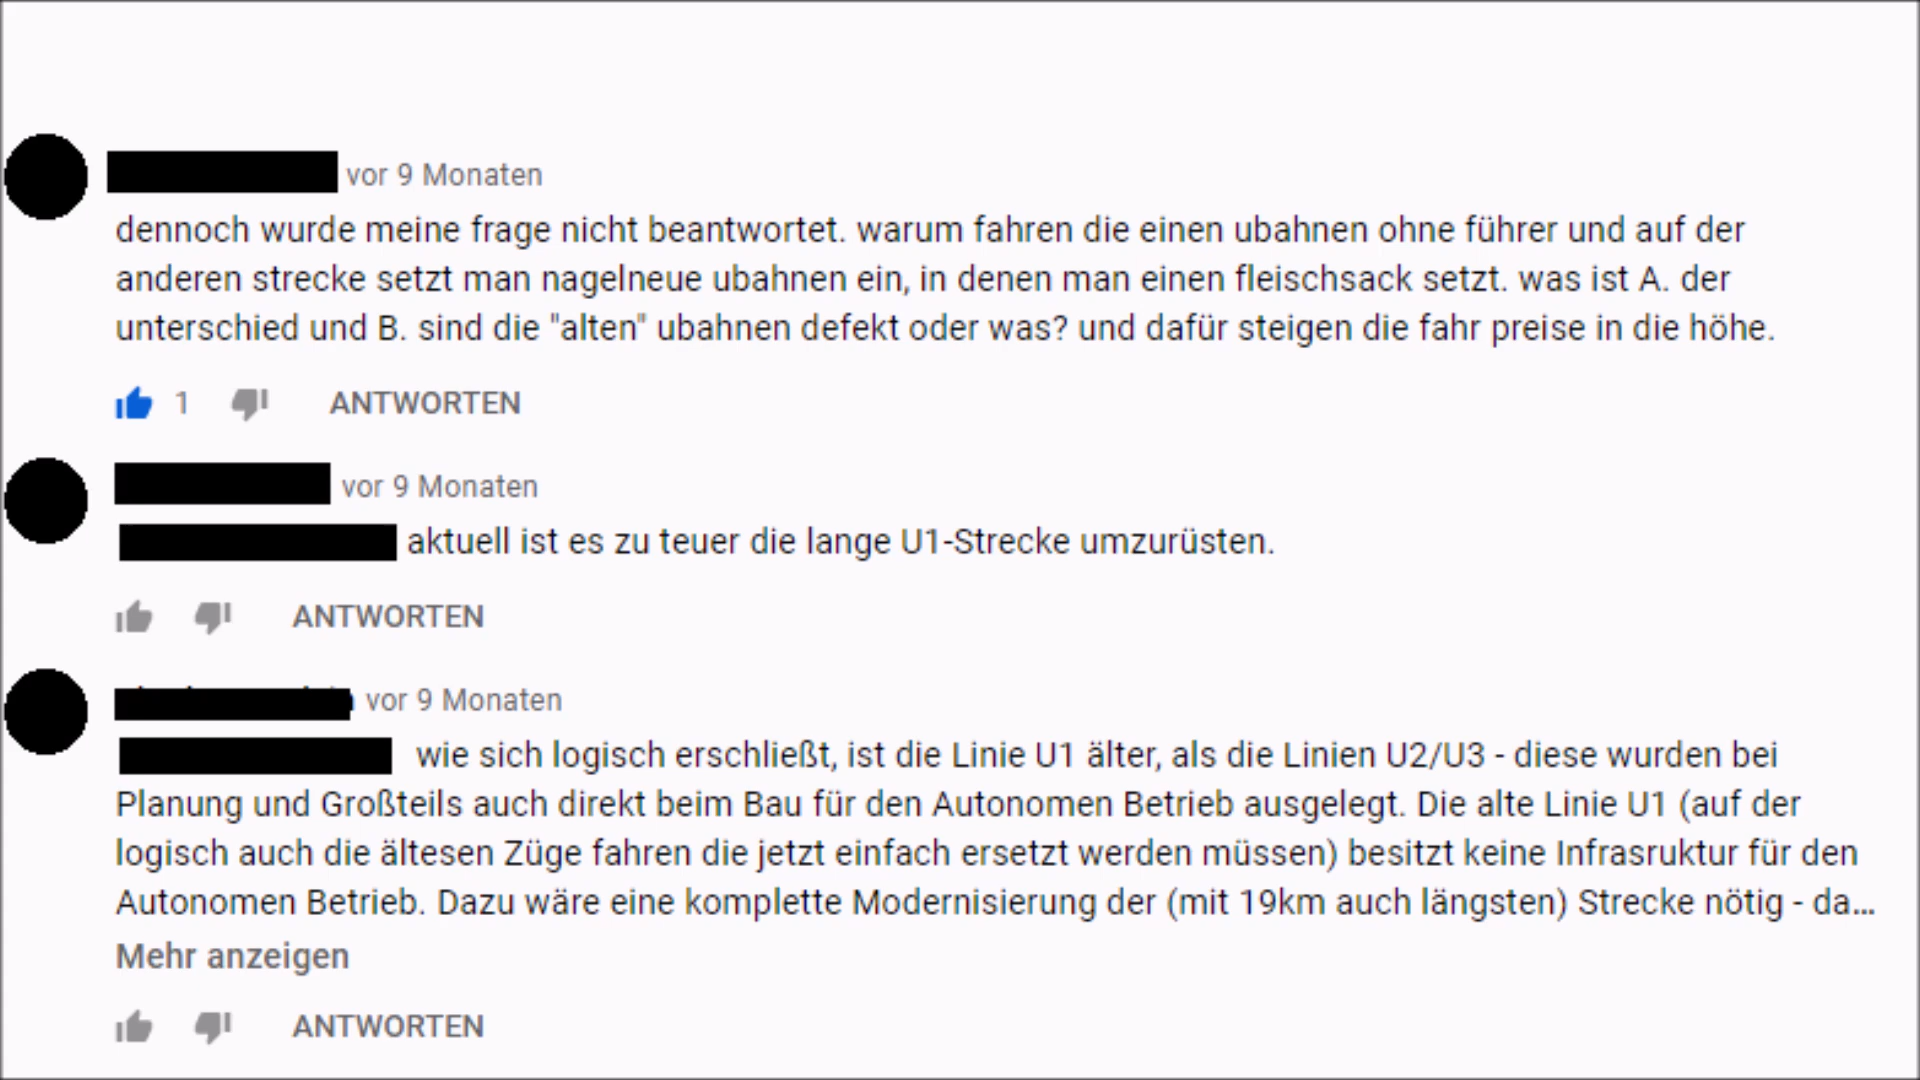 vor 9 Monaten
dennoch wurde meine frage nicht beantwortet. warum fahren die einen ubahnen ohne führer und auf der
anderen strecke setzt man nagelneue ubahnen ein, in denen man einen fleischsack setzt. was ist A. der
unterschied und B. sind die "alten" ubahnen defekt oder was? und dafür steigen die fahr preise in die höhe.
1 ANTWORTEN
vor 9 Monaten
aktuell ist es zu teuer die lange U1-Strecke umzurüsten.
ANTWORTEN
vor 9 Monaten
wie sich logisch erschließt, ist die Linie U1 älter, als die Linien U2/U3 - diese wurden bei
Planung und Großteils auch direkt beim Bau für den Autonomen Betrieb ausgelegt. Die alte Linie U1 (auf der
logisch auch die ältesen Züge fahren die jetzt einfach ersetzt werden müssen) besitzt keine Infrasruktur für den
Autonomen Betrieb. Dazu wäre eine komplette Modernisierung der (mit 19km auch längsten) Strecke nötig - da...
Mehr anzeigen
ANTWORTEN